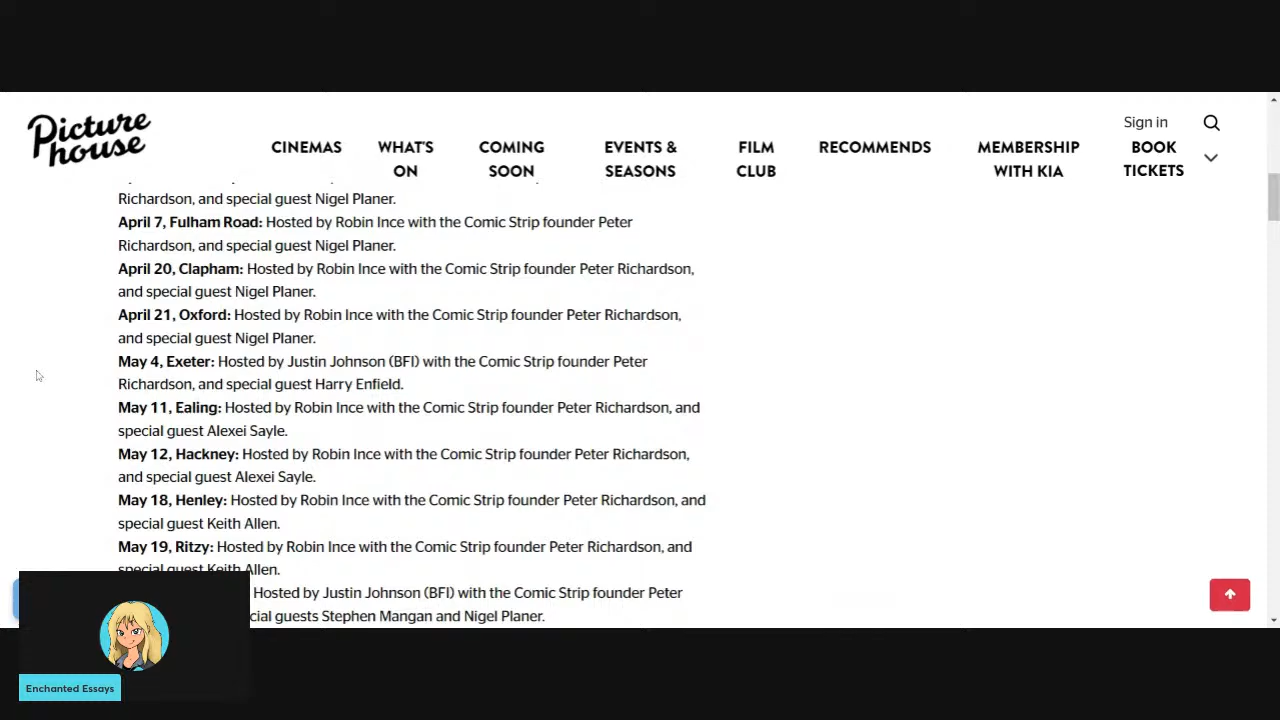 Picture
house
Sign in
CINEMAS
WHAT'S
ON
COMING
SOON
EVENTS &
SEASONS
FILM
CLUB
RECOMMENDS
MEMBERSHIP
WITH KIA
BOOK
TICKETS
Richardson, and special guest Nigel Planer.
April 7, Fulham Road: Hosted by Robin Ince with the Comic Strip founder Peter
Richardson, and special guest Nigel Planer.
April 20, Clapham: Hosted by Robin Ince with the Comic Strip founder Peter Richardson,
and special guest Nigel Planer.
April 21, Oxford: Hosted by Robin Ince with the Comic Strip founder Peter Richardson,
and special guest Nigel Planer.
May 4, Exeter: Hosted by Justin Johnson (BFI) with the Comic Strip founder Peter
Richardson, and special guest Harry Enfield.
May 11, Ealing: Hosted by Robin Ince with the Comic Strip founder Peter Richardson, and
special guest Alexei Sayle.
May 12, Hackney: Hosted by Robin Ince with the Comic Strip founder Peter Richardson,
and special guest Alexei Sayle.
May 18, Henley: Hosted by Robin Ince with the Comic Strip founder Peter Richardson, and
special guest Keith Allen.
May 19, Ritzy: Hosted by Robin Ince with the Comic Strip founder Peter Richardson, and
special guest Keith Allen.
Hosted by Justin Johnson (BFI) with the Comic Strip founder Peter
cial guests Stephen Mangan and Nigel Planer.
Enchanted Essays